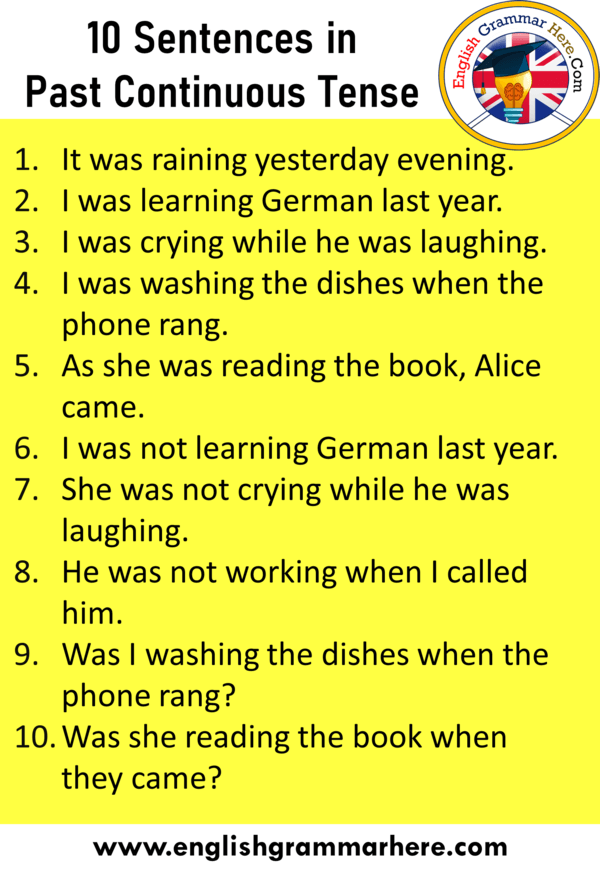 10 Sentences in
Past Continuous Tense
English Grammar Here.Com
1. It was raining yesterday evening.
2. I was learning German last year.
3. I was crying while he was laughing.
4. I was washing the dishes when the
phone rang.
5. As she was reading the book, Alice
came.
6. I was not learning German last year.
7. She was not crying while he was
laughing.
8. He was not working when I called
him.
9. Was I washing the dishes when the
phone rang?
10. Was she reading the book when
they came?
www.englishgrammarhere.com